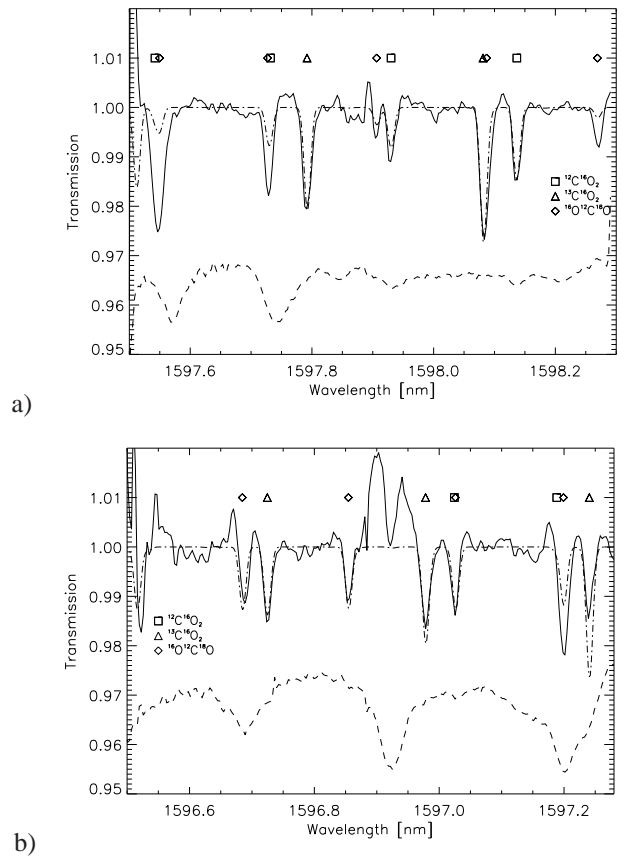 1.01
1.00
0.99
0.98
0.97
0.96
0.95
Transmission
¹²C¹⁶O₂
¹³C¹⁶O₂
¹⁶O¹²C¹⁸O
1597.6
1597.8
1598.0
1598.2
Wavelength [nm]
a)
1.01
1.00
0.99
0.98
0.97
0.96
0.95
Transmission
¹²C¹⁶O₂
¹³C¹⁶O₂
¹⁶O¹²C¹⁸O
1596.6
1596.8
1597.0
1597.2
Wavelength [nm]
b)